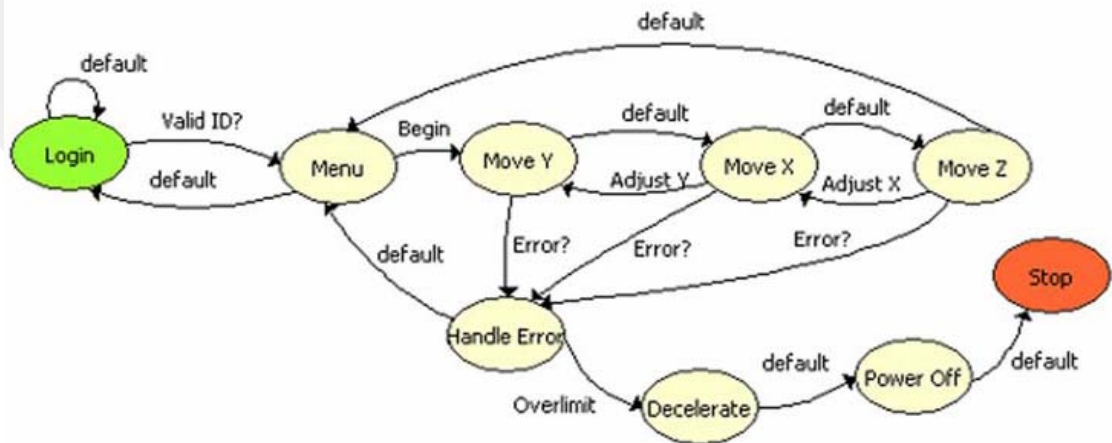 default
default
Valid ID?
Begin
default
default
Login
Menu
Move Y
Move X
Move Z
default
Adjust Y
Adjust X
default
Error?
Error?
Error?
Stop
Handle Error
default
default
Power Off
Overlimit
Decelerate